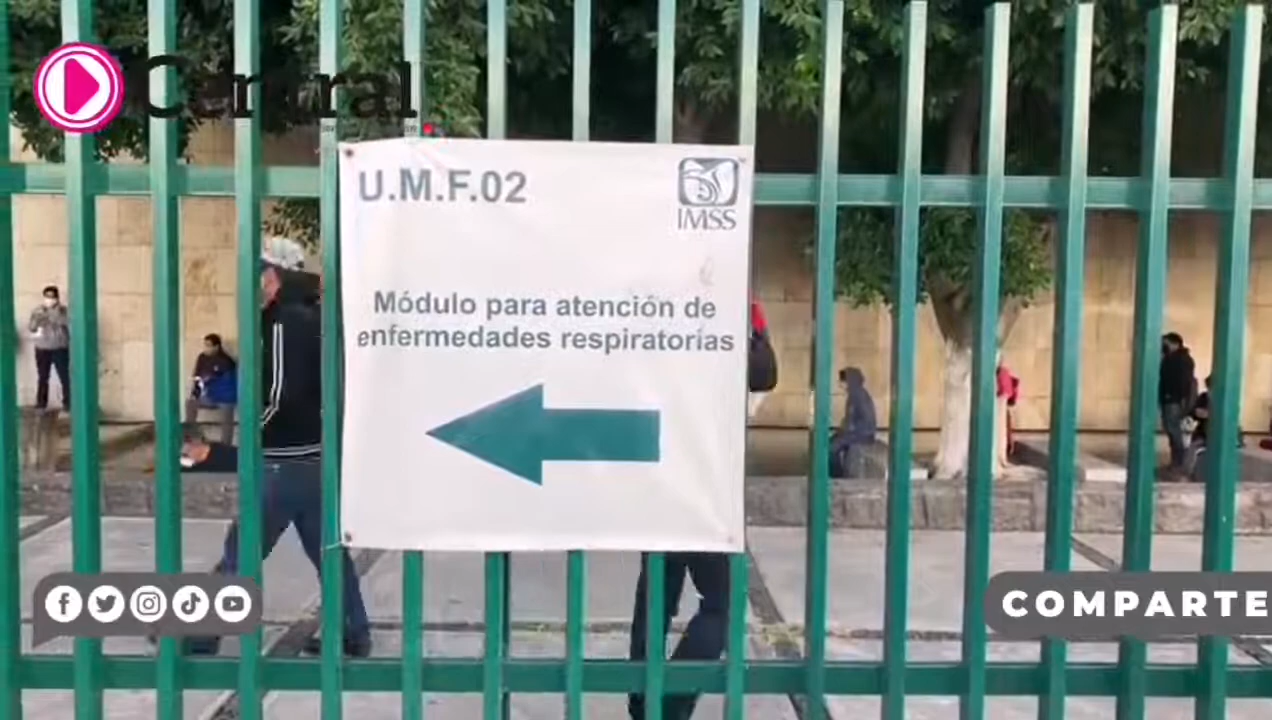 Central
U.M.F.02
IMSS
Módulo para atención de
enfermedades respiratorias
COMPARTE